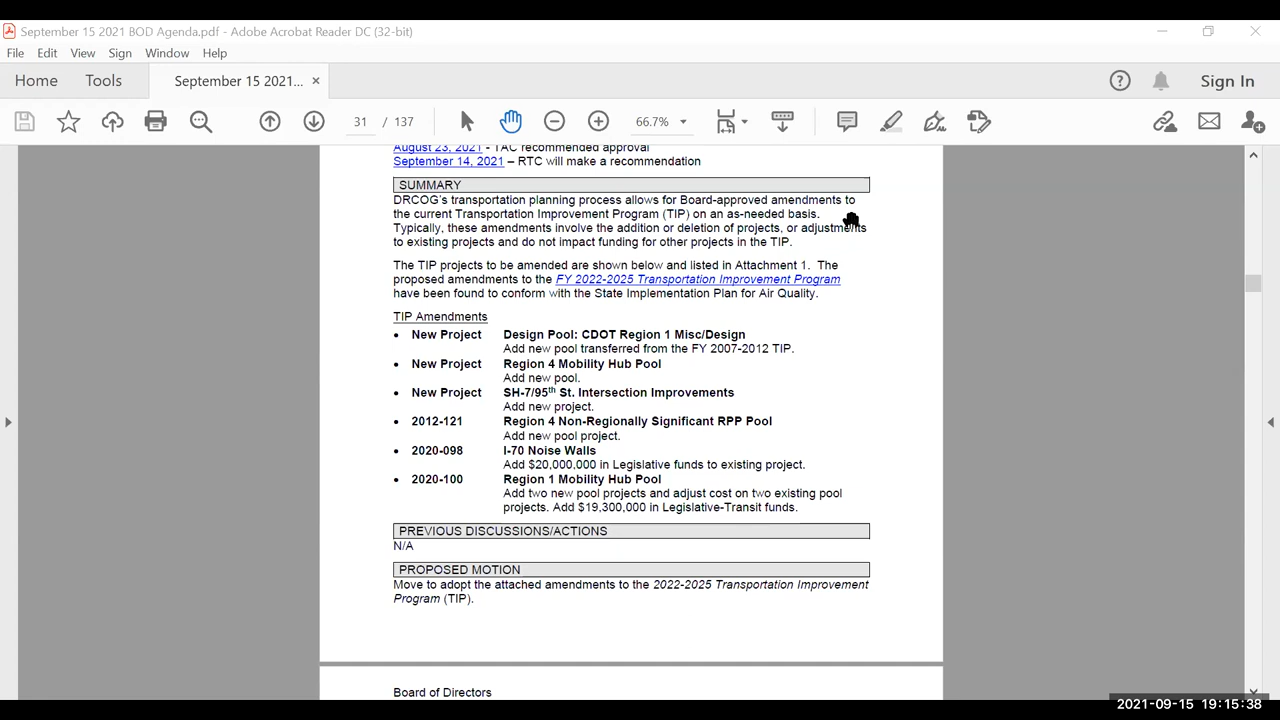 September 15 2021 BOD Agenda.pdf - Adobe Acrobat Reader DC (32-bit)
File Edit View Sign Window Help
Home Tools September 15 2021... × Sign In
31 / 137 66.7%
August 23, 2021 - TAC recommended approval
September 14, 2021 – RTC will make a recommendation
SUMMARY
DRCOG's transportation planning process allows for Board-approved amendments to
the current Transportation Improvement Program (TIP) on an as-needed basis.
Typically, these amendments involve the addition or deletion of projects, or adjustments
to existing projects and do not impact funding for other projects in the TIP.
The TIP projects to be amended are shown below and listed in Attachment 1. The
proposed amendments to the FY 2022-2025 Transportation Improvement Program
have been found to conform with the State Implementation Plan for Air Quality.
TIP Amendments
• New Project Design Pool: CDOT Region 1 Misc/Design
Add new pool transferred from the FY 2007-2012 TIP.
• New Project Region 4 Mobility Hub Pool
Add new pool.
• New Project SH-7/95th St. Intersection Improvements
Add new project.
• 2012-121 Region 4 Non-Regionally Significant RPP Pool
Add new pool project.
• 2020-098 I-70 Noise Walls
Add $20,000,000 in Legislative funds to existing project.
• 2020-100 Region 1 Mobility Hub Pool
Add two new pool projects and adjust cost on two existing pool
projects. Add $19,300,000 in Legislative-Transit funds.
PREVIOUS DISCUSSIONS/ACTIONS
N/A
PROPOSED MOTION
Move to adopt the attached amendments to the 2022-2025 Transportation Improvement
Program (TIP).
Board of Directors
2021-09-15 19:15:38